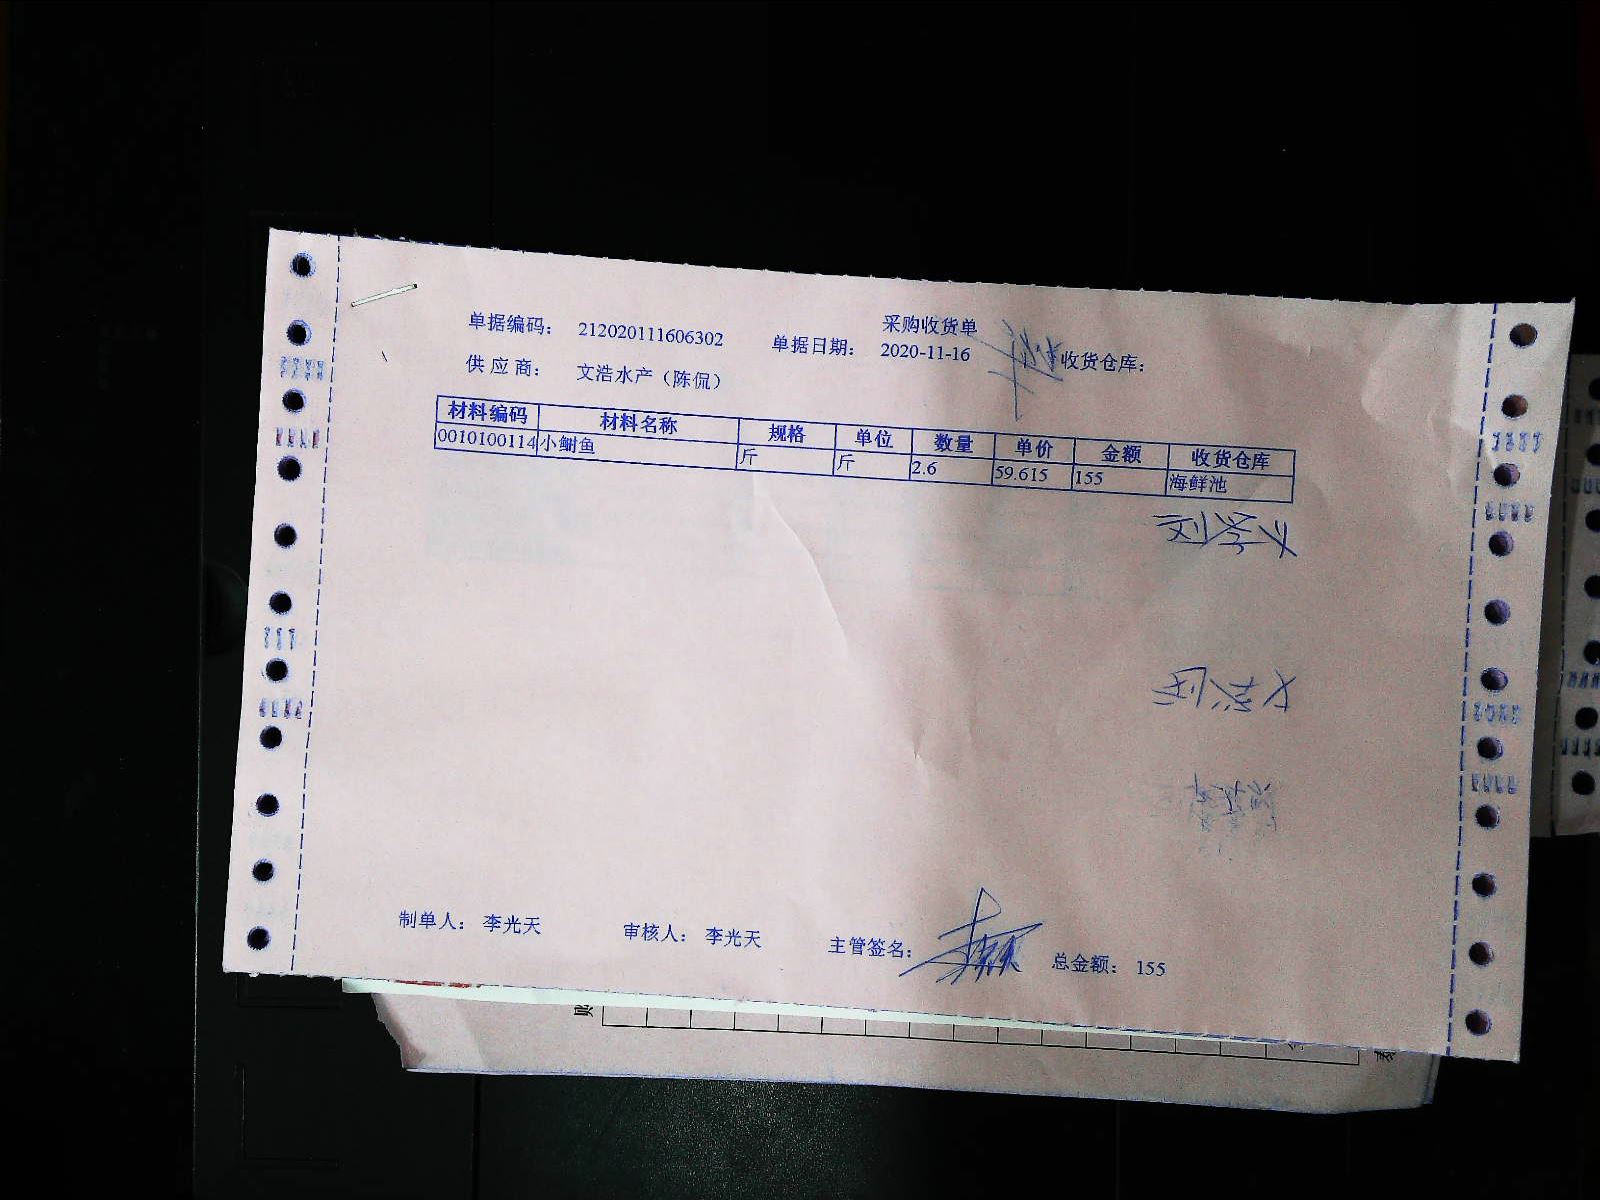 采购收货单
单据编码： 212020111606302 单据日期： 2020-11-16 收货仓库：
供应商： 文浩水产（陈侃）
材料编码 材料名称 规格 单位 数量 单价 金额 收货仓库
0010100114 小鲥鱼 斤 斤 2.6 59.615 155 海鲜池
制单人： 李光天 审核人： 李光天 主管签名： 总金额： 155